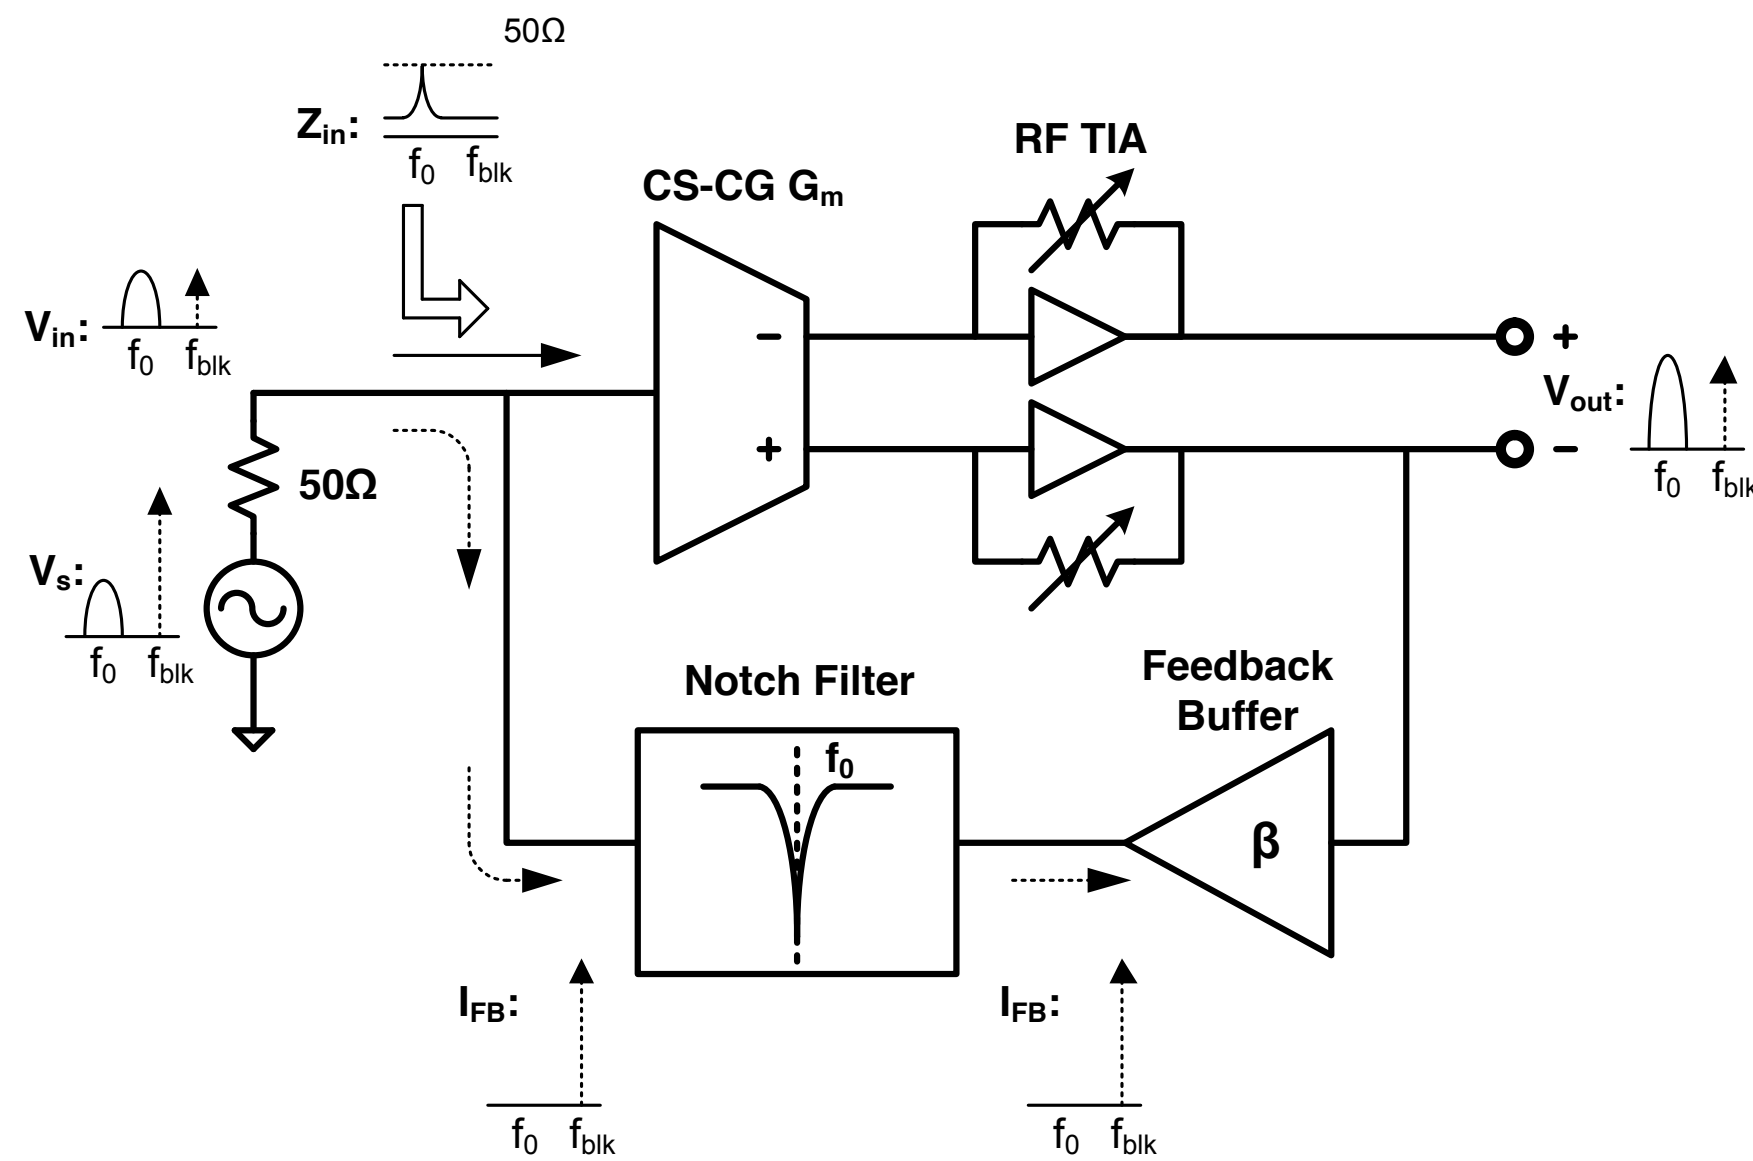 50Ω
Zin:
f0 fblk
RF TIA
CS-CG Gm
Vin:
f0 fblk
−
+
+
−
Vout:
f0 fblk
50Ω
Vs:
f0 fblk
Notch Filter
f0
Feedback
Buffer
β
IFB:
f0 fblk
IFB:
f0 fblk